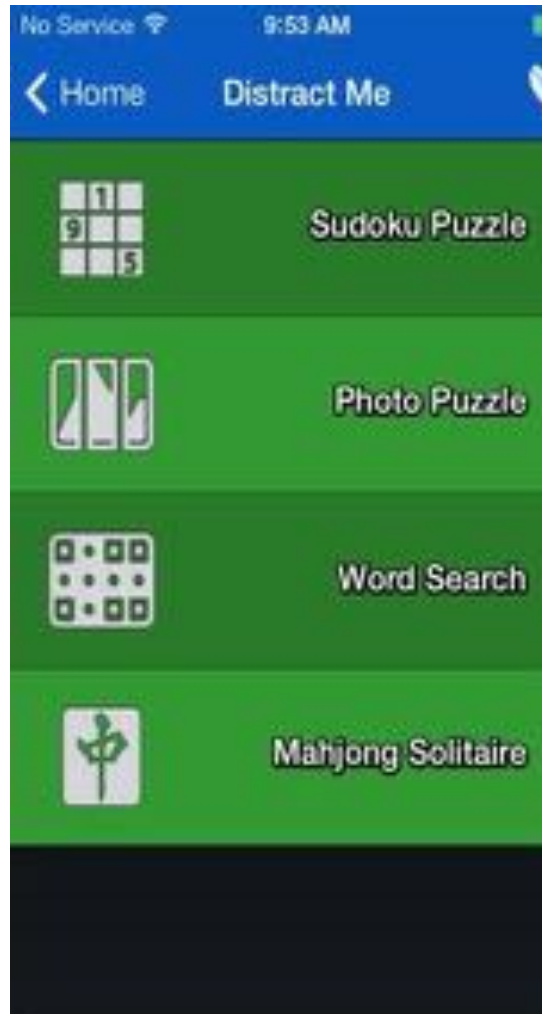 No Service 9:53 AM
Home Distract Me
1
9
5
Sudoku Puzzle
Photo Puzzle
Word Search
中
Mahjong Solitaire